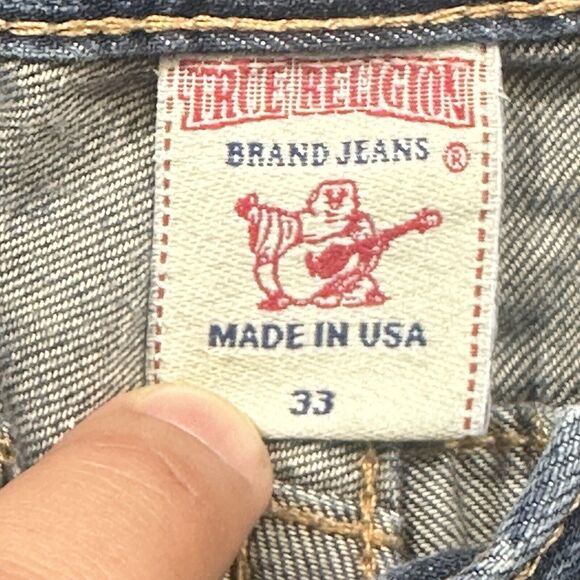 TRUE RELIGION
BRAND JEANS ®
MADE IN USA
33